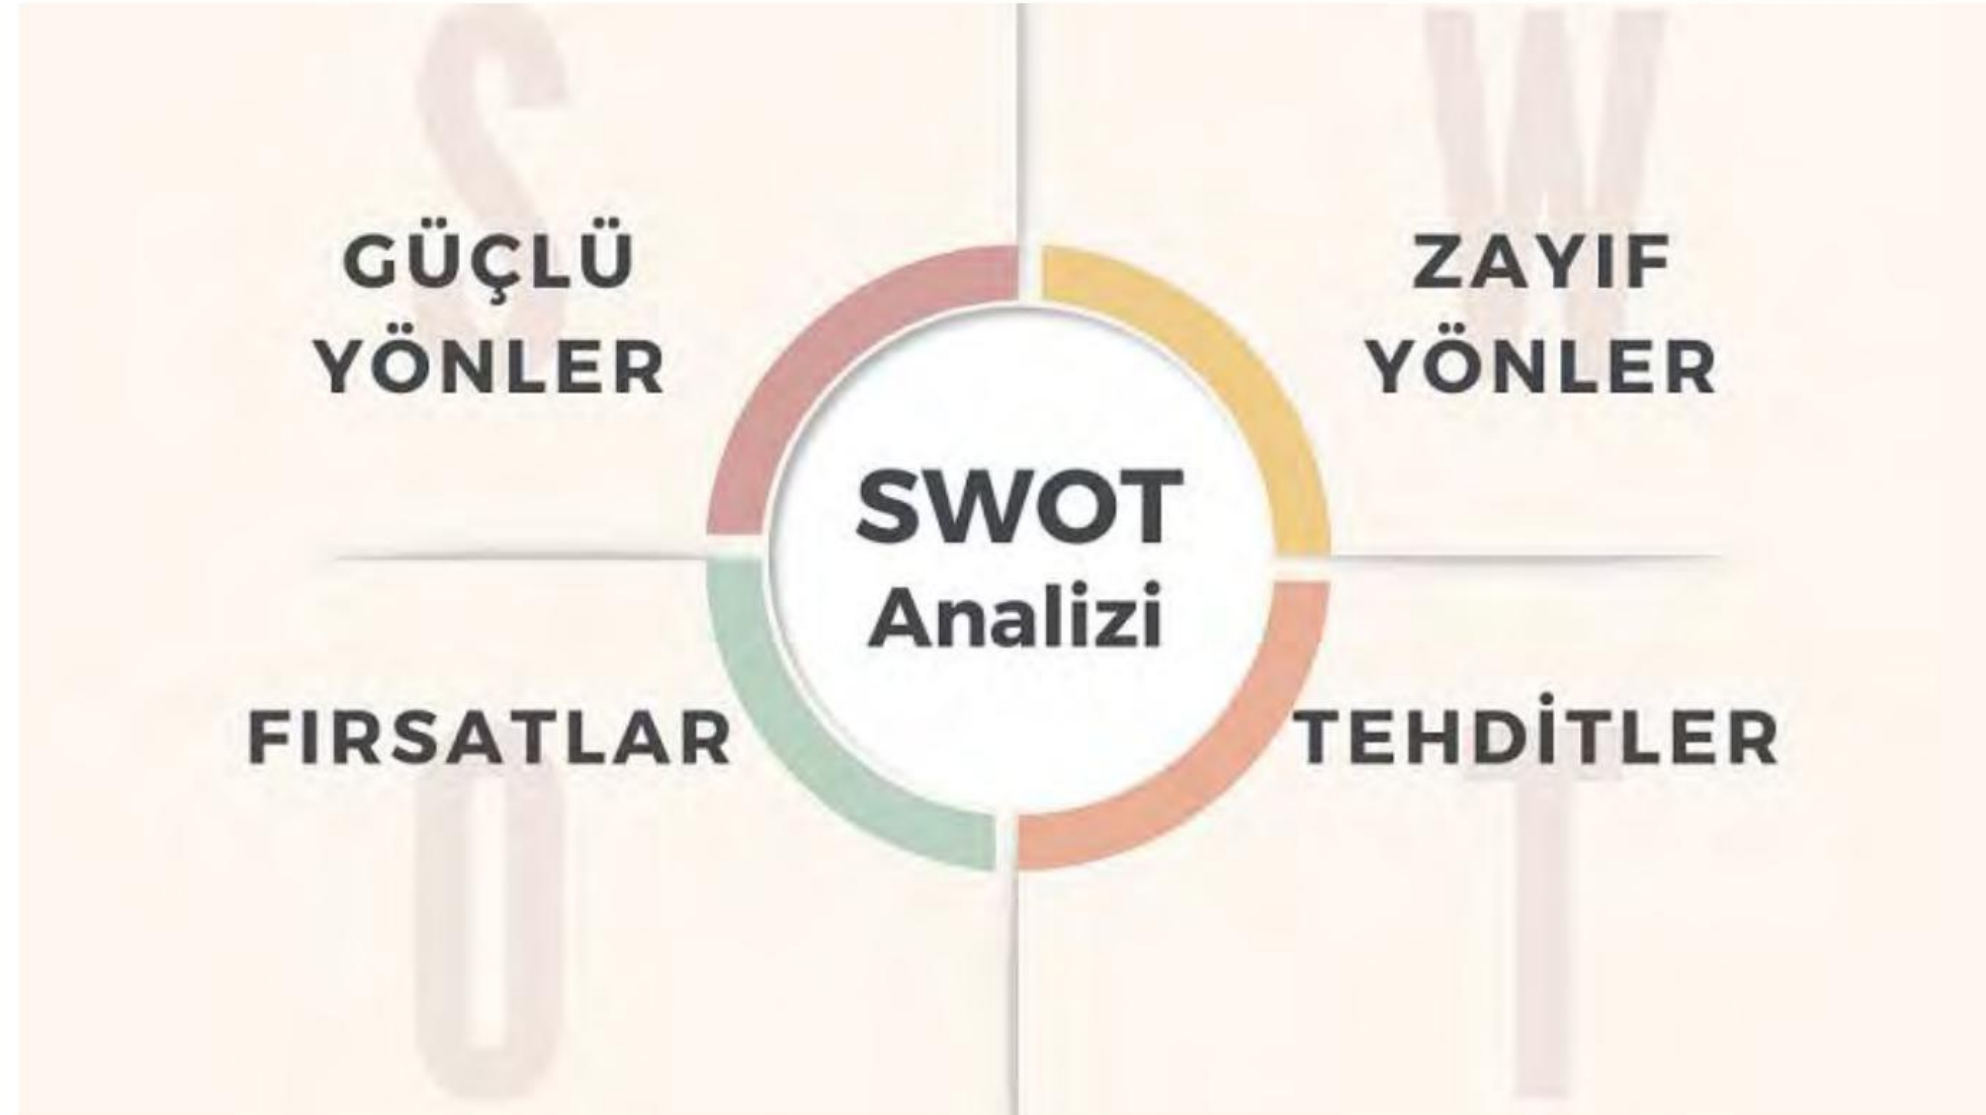 S
W
GÜÇLÜ
YÖNLER
ZAYIF
YÖNLER
SWOT
Analizi
FIRSATLAR
TEHDİTLER
O
T